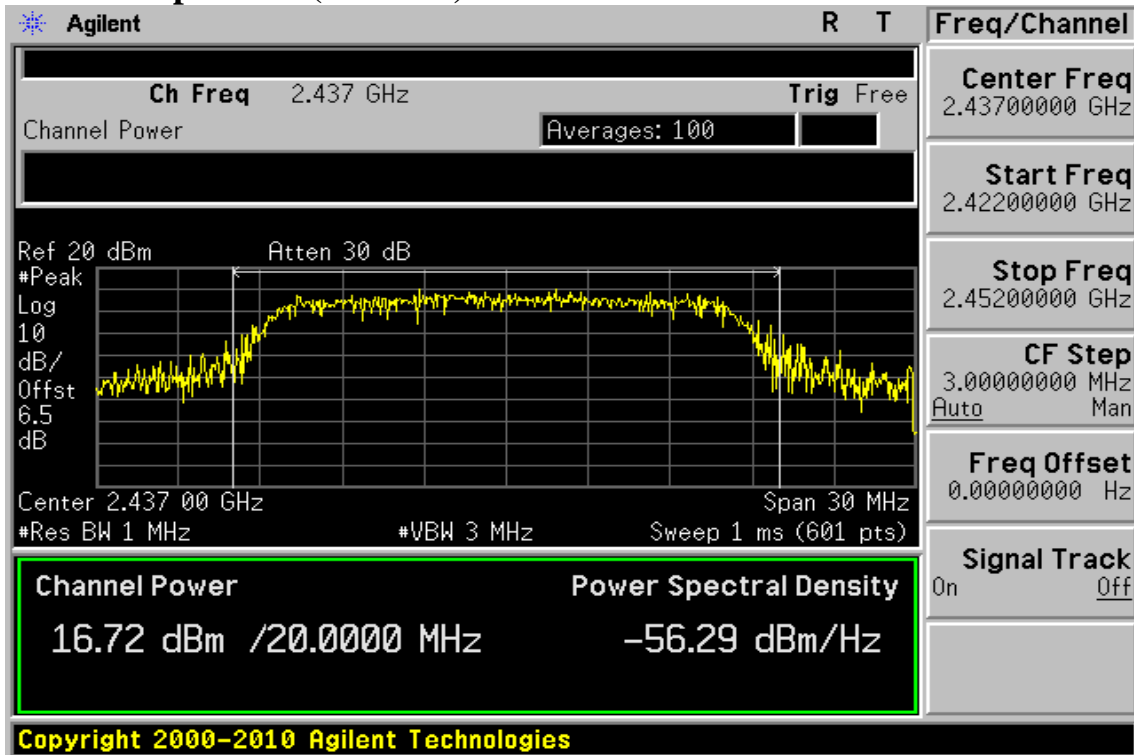 Agilent R T
Freq/Channel
Ch Freq 2.437 GHz Trig Free
Channel Power Averages: 100
Ref 20 dBm Atten 30 dB
#Peak
Log
10
dB/
Offst
6.5
dB
Center 2.437 00 GHz Span 30 MHz
#Res BW 1 MHz #VBW 3 MHz Sweep 1 ms (601 pts)
Channel Power Power Spectral Density
16.72 dBm /20.0000 MHz -56.29 dBm/Hz
Center Freq
2.43700000 GHz
Start Freq
2.42200000 GHz
Stop Freq
2.45200000 GHz
CF Step
3.00000000 MHz
Auto Man
Freq Offset
0.00000000 Hz
Signal Track
On Off
Copyright 2000-2010 Agilent Technologies